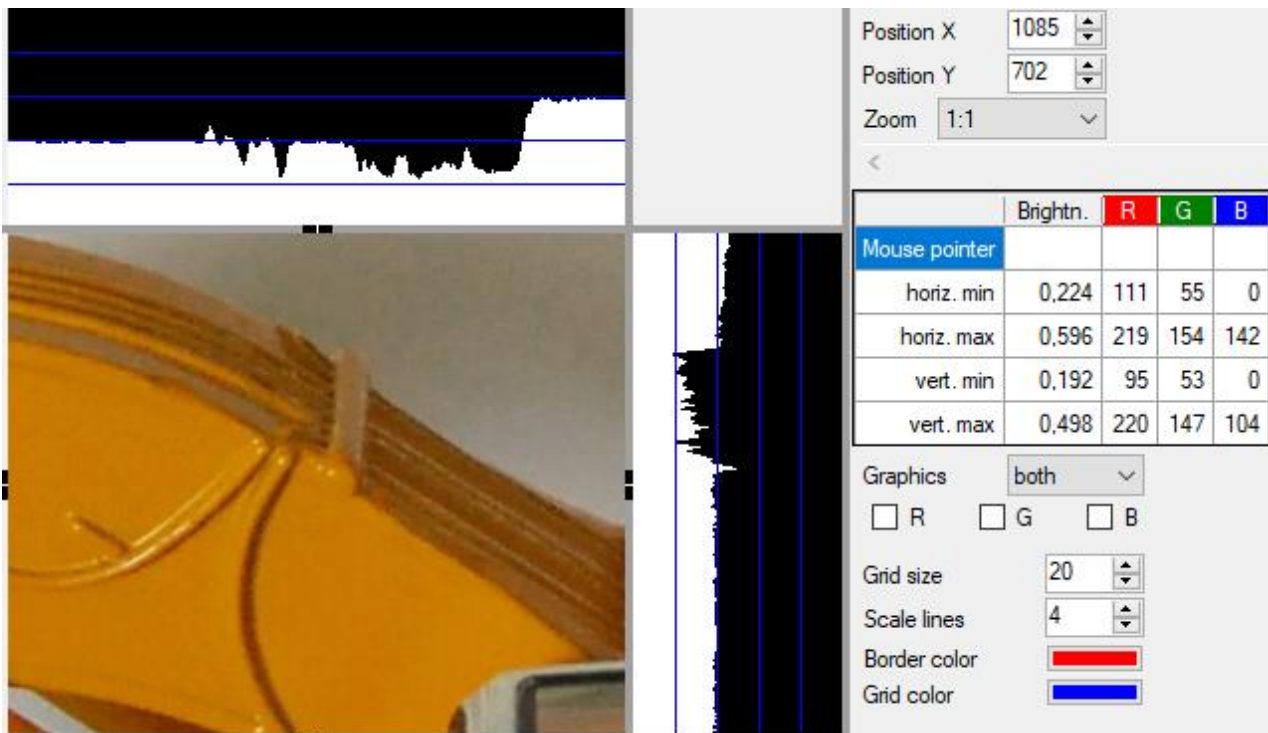 Position X 1085
Position Y 702
Zoom 1:1
<
Brightn. R G B
Mouse pointer
horiz. min 0,224 111 55 0
horiz. max 0,596 219 154 142
vert. min 0,192 95 53 0
vert. max 0,498 220 147 104
Graphics both
R G B
Grid size 20
Scale lines 4
Border color
Grid color